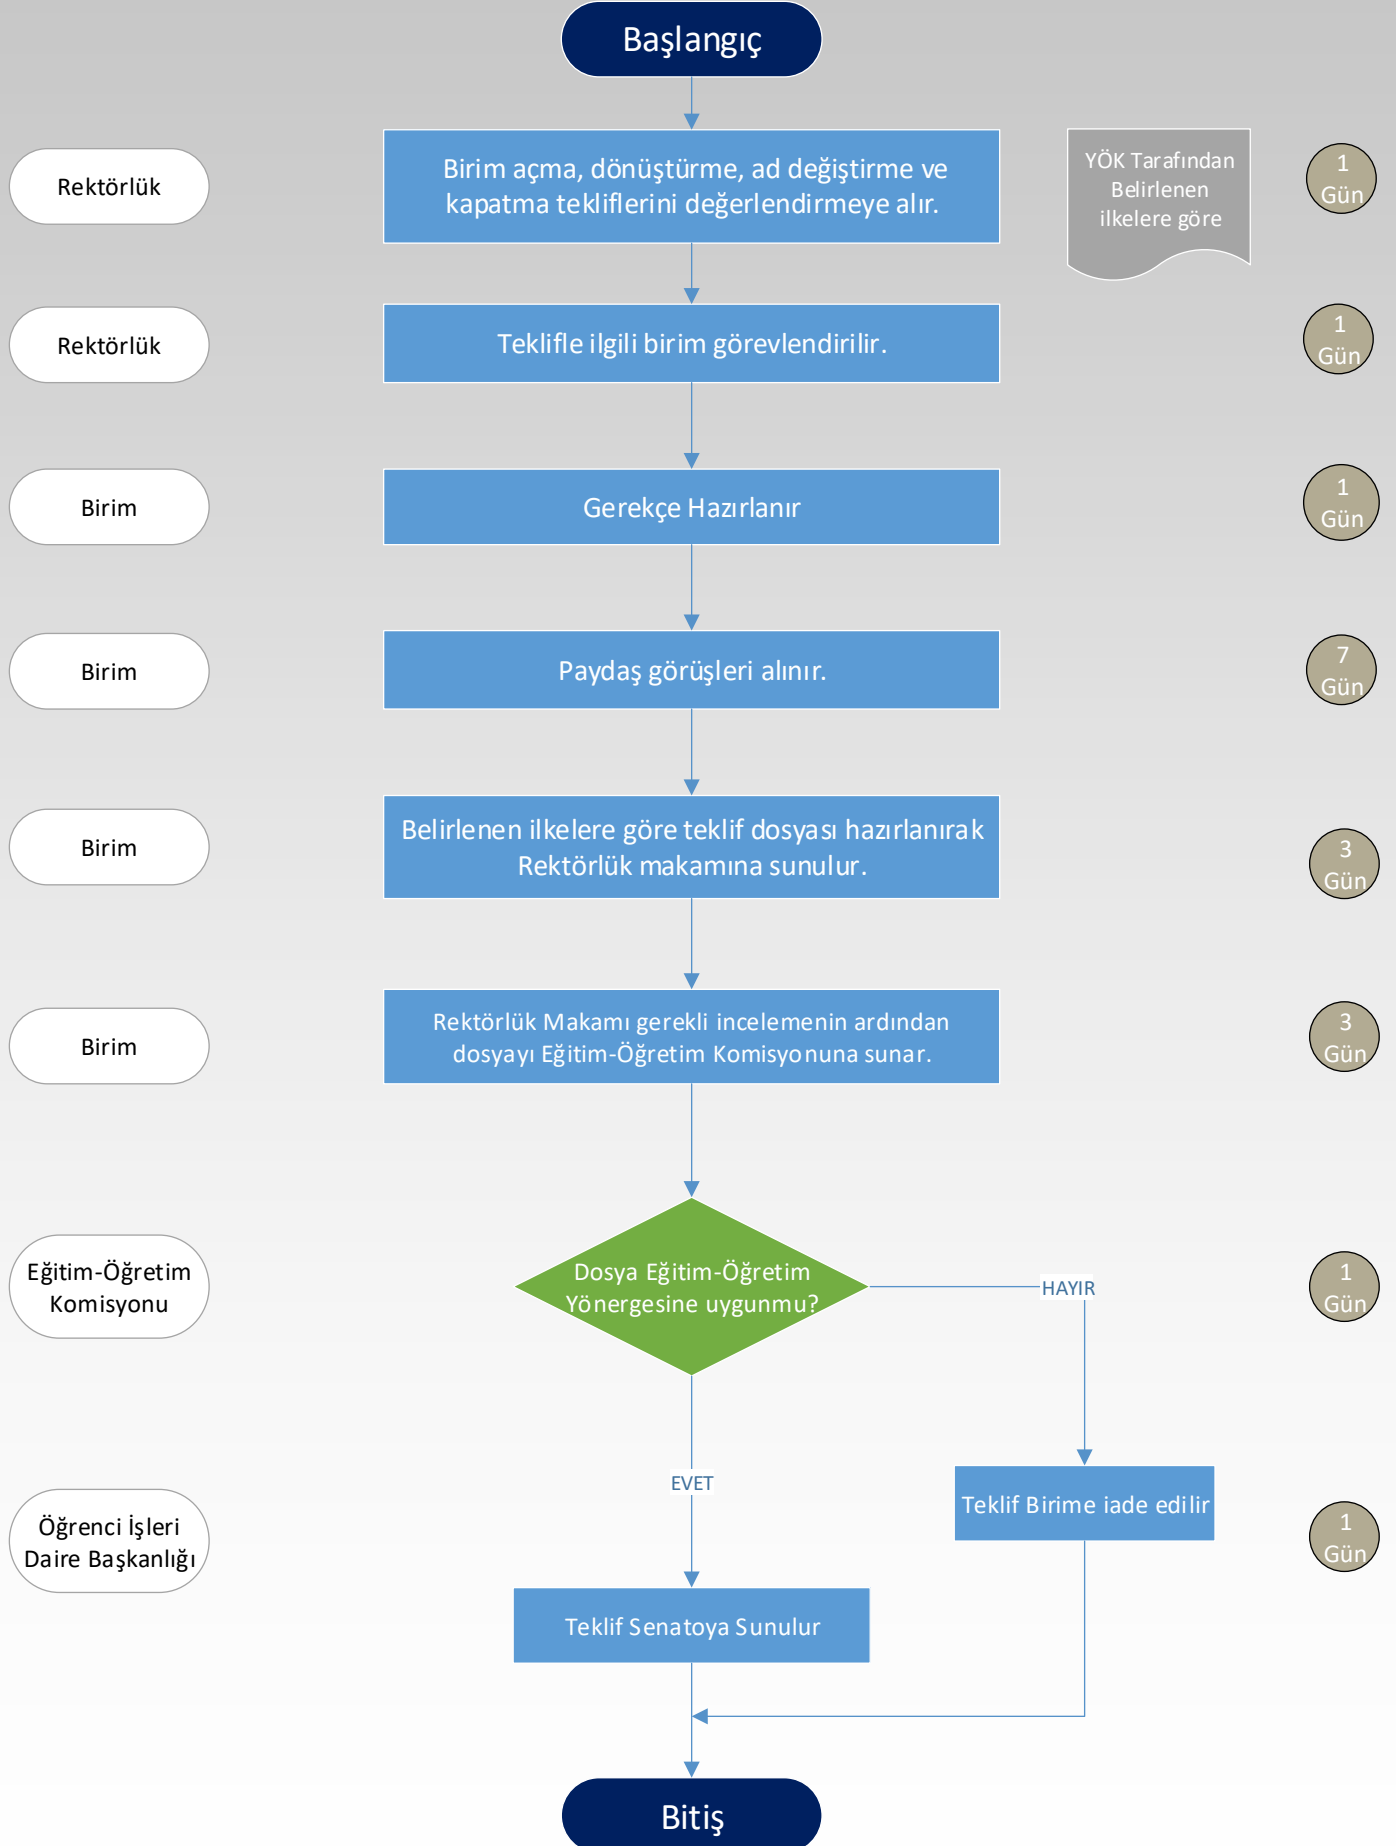 Başlangıç
Rektörlük
Birim açma, dönüştürme, ad değiştirme ve
kapatma tekliflerini değerlendirmeye alır.
YÖK Tarafından
Belirlenen
ilkelere göre
1
Gün
Rektörlük
Teklifle ilgili birim görevlendirilir.
1
Gün
Birim
Gerekçe Hazırlanır
1
Gün
Birim
Paydaş görüşleri alınır.
7
Gün
Birim
Belirlenen ilkelere göre teklif dosyası hazırlanırak
Rektörlük makamına sunulur.
3
Gün
Birim
Rektörlük Makamı gerekli incelemenin ardından
dosyayı Eğitim-Öğretim Komisyonuna sunar.
3
Gün
Eğitim-Öğretim
Komisyonu
Dosya Eğitim-Öğretim
Yönergesine uygunmu?
HAYIR
1
Gün
EVET
Öğrenci İşleri
Daire Başkanlığı
Teklif Birime iade edilir
1
Gün
Teklif Senatoya Sunulur
Bitiş